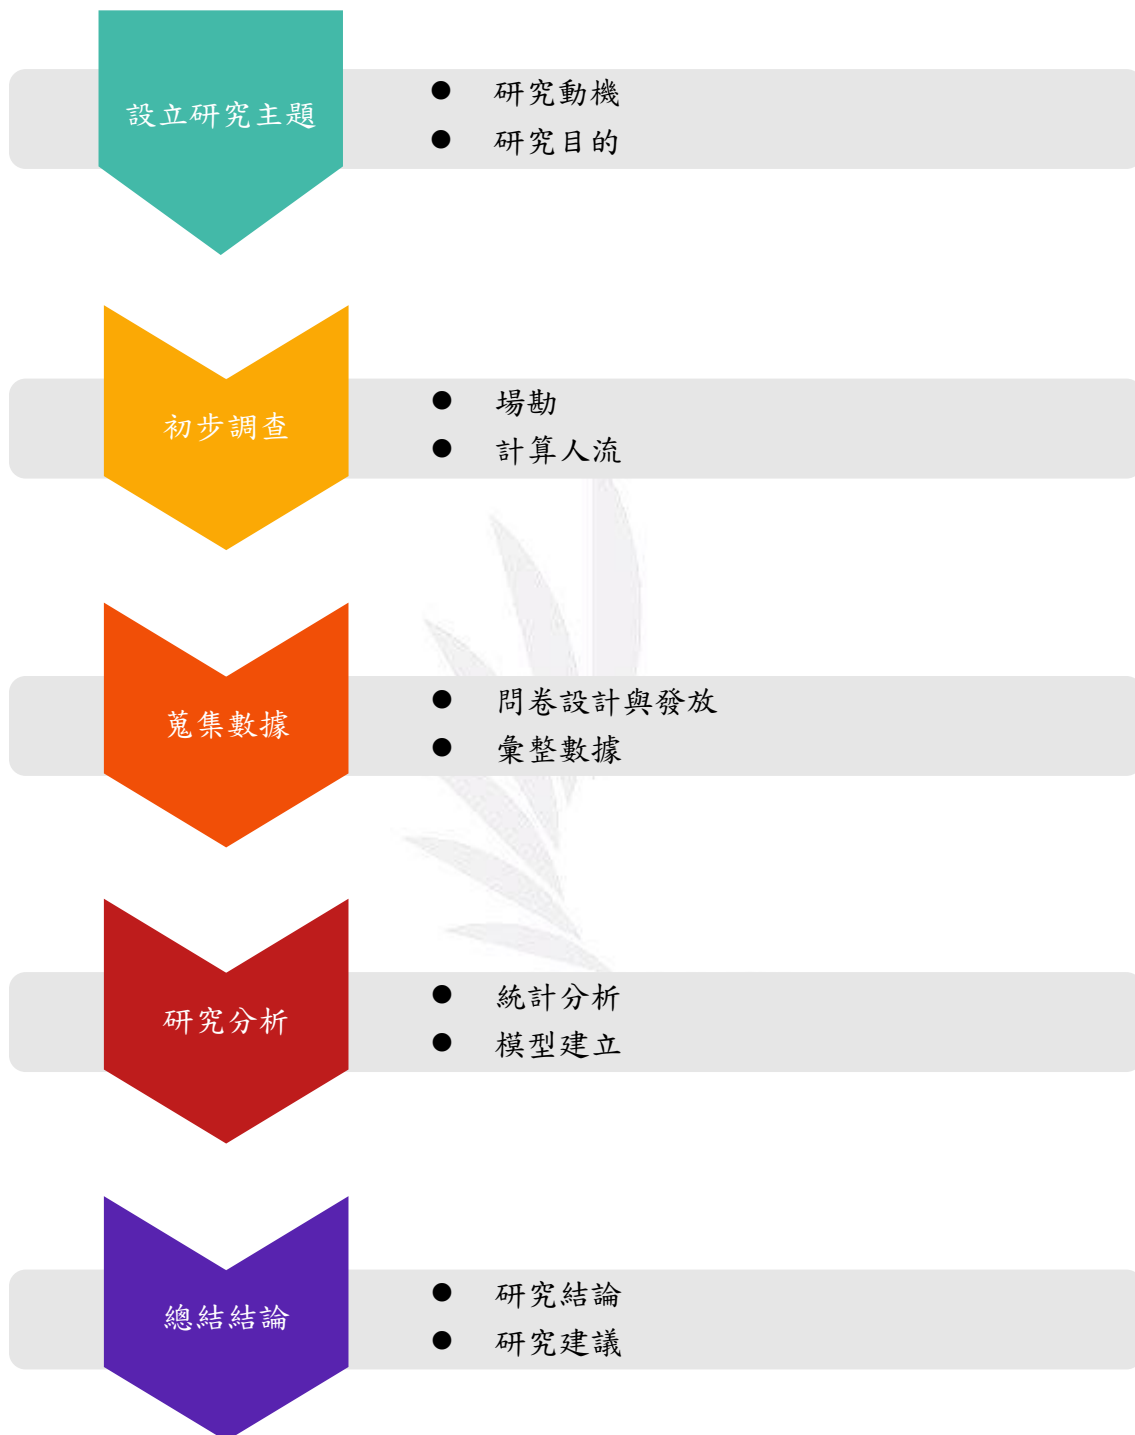 設立研究主題
● 研究動機
● 研究目的
初步調查
● 場勘
● 計算人流
蒐集數據
● 問卷設計與發放
● 彙整數據
研究分析
● 統計分析
● 模型建立
總結結論
● 研究結論
● 研究建議